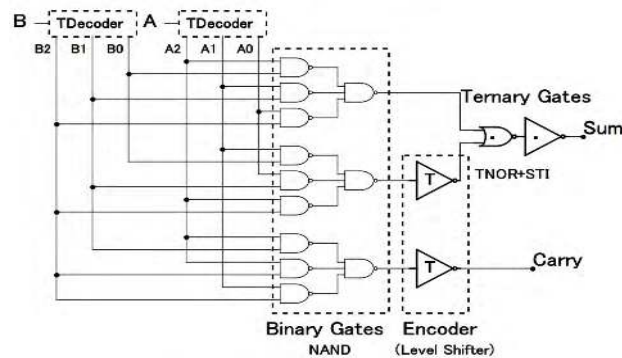 B TDecoder A TDecoder
B2 B1 B0 A2 A1 A0
Ternary Gates
Sum
TNOR+STI
T
T
Carry
Binary Gates Encoder
NAND (Level Shifter)